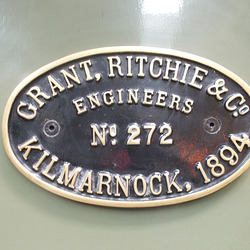 GRANT, RITCHIE & Co
ENGINEERS
No 272
KILMARNOCK, 1894